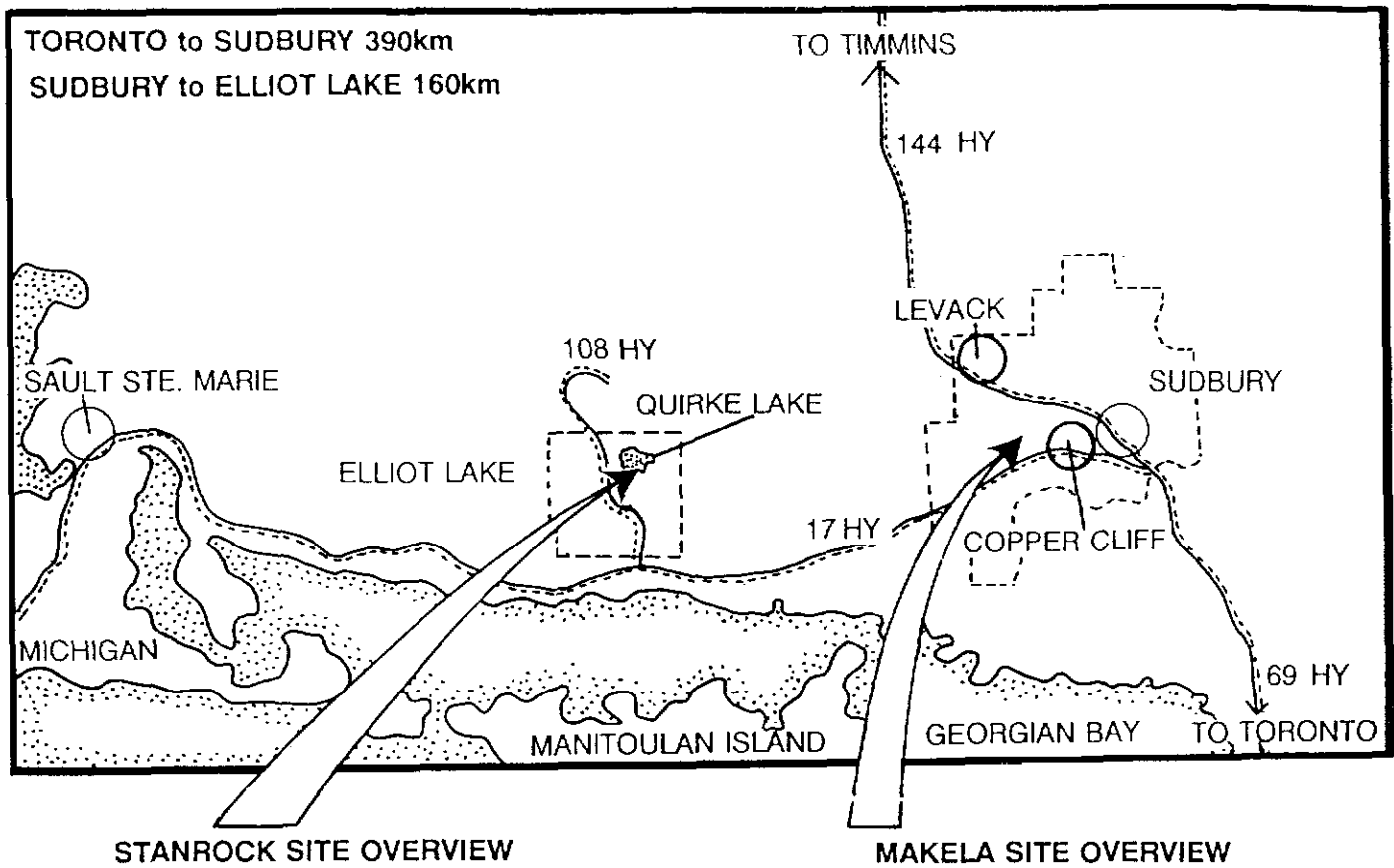 TORONTO to SUDBURY 390km
SUDBURY to ELLIOT LAKE 160km
TO TIMMINS
144 HY
LEVACK
108 HY
SAULT STE. MARIE
SUDBURY
QUIRKE LAKE
ELLIOT LAKE
17 HY
COPPER CLIFF
MICHIGAN
69 HY
MANITOULAN ISLAND
GEORGIAN BAY
TO TORONTO
STANROCK SITE OVERVIEW
MAKELA SITE OVERVIEW